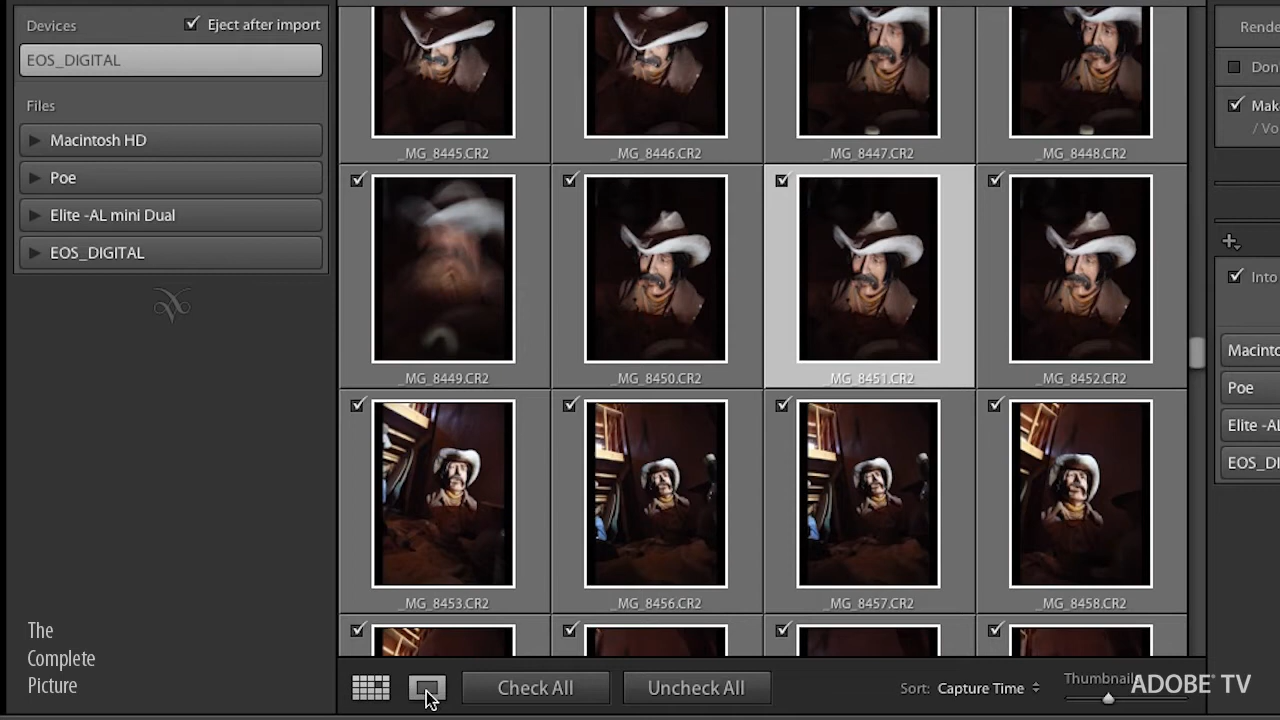 Devices
Eject after import
EOS_DIGITAL
Files
Macintosh HD
Poe
Elite -AL mini Dual
EOS_DIGITAL
The
Complete
Picture
_MG_8445.CR2
_MG_8446.CR2
_MG_8447.CR2
_MG_8448.CR2
_MG_8449.CR2
_MG_8450.CR2
_MG_8451.CR2
_MG_8452.CR2
_MG_8453.CR2
_MG_8456.CR2
_MG_8457.CR2
_MG_8458.CR2
Check All
Uncheck All
Sort: Capture Time
Thumbnail
ADOBE TV
Rende
Don'
Mak
/ Vo
Into
Macinto
Poe
Elite -AL
EOS_DI